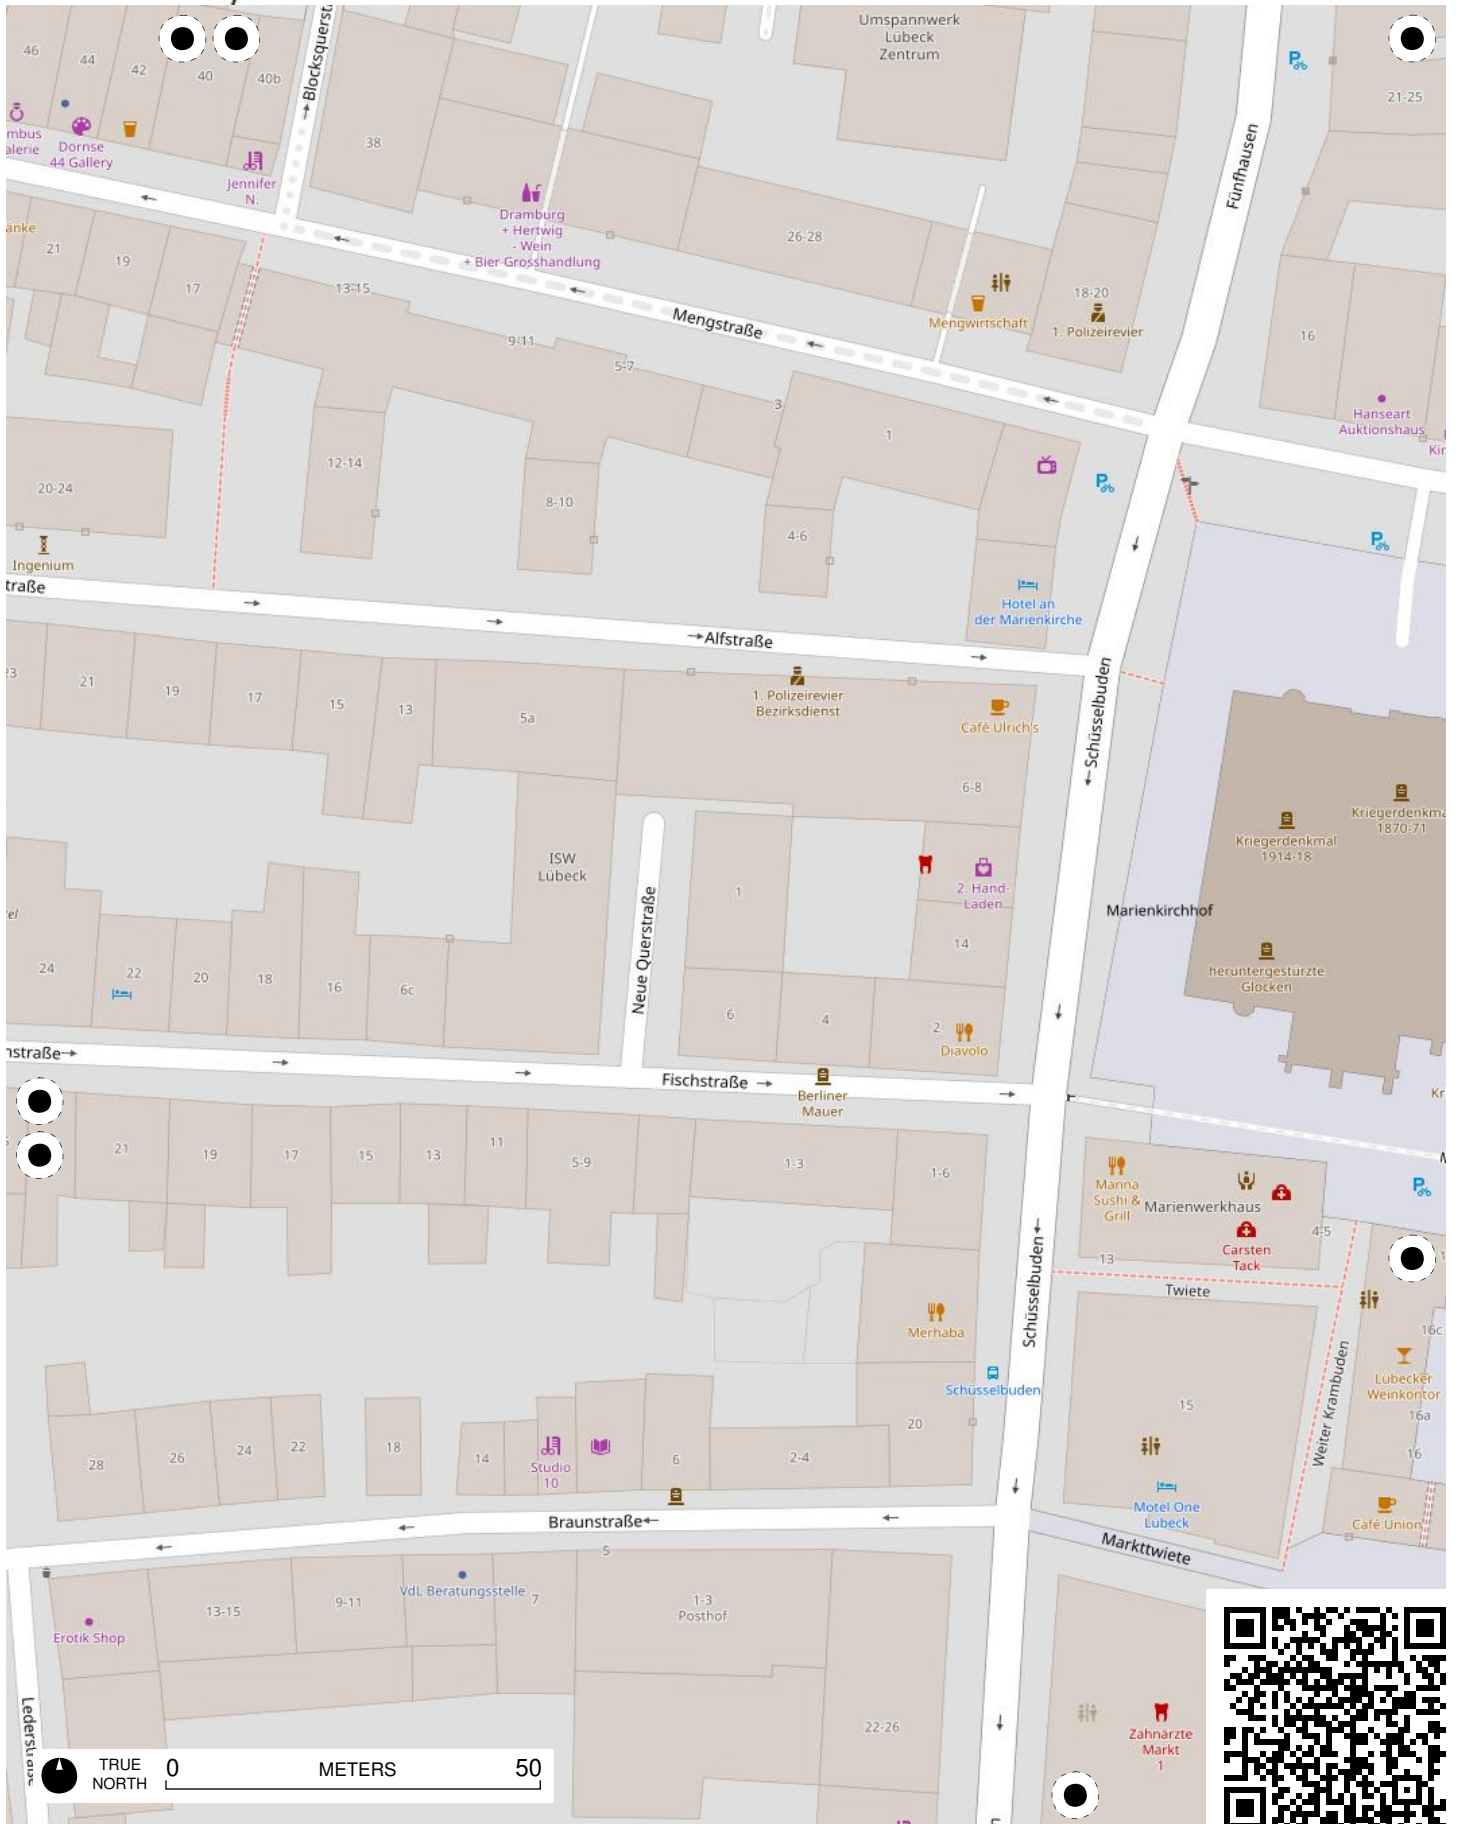 Umspannwerk
Lübeck
Zentrum
Blocksquerstr
46
44
42
40
40b
38
21-25
Fünfhausen
Dornse
44 Gallery
Jennifer
N.
Dramburg
+ Hertwig
- Wein
+ Bier Grosshandlung
26-28
21
19
17
13-15
9-11
5-7
3
1
Mengstraße
Mengwirtschaft
18-20
1. Polizeirevier
16
Hanseart
Auktionshaus
20-24
12-14
8-10
4-6
Ingenium
Hotel an
der Marienkirche
traße
Alfstraße
23
21
19
17
15
13
5a
1. Polizeirevier
Bezirksdienst
Café Ulrich's
6-8
Schüsselbuden
Kriegerdenkmal
1914-18
Kriegerdenkma
1870-71
ISW
Lübeck
1
2. Hand-
Laden
14
Marienkirchhof
heruntergestürzte
Glocken
Neue Querstraße
24
22
20
18
16
6c
6
4
2
Diavolo
Fischstraße
Berliner
Mauer
21
19
17
15
13
11
5-9
1-3
1-6
Manna
Sushi &
Grill
Marienwerkhaus
4-5
Carsten
Tack
13
Twiete
Schüsselbuden
Merhaba
Schüsselbuden
15
Weiter Krambuden
16c
Lübecker
Weinkontor
16a
16
Café Union
28
26
24
22
18
14
Studio
10
6
2-4
20
Motel One
Lübeck
Markttwiete
Braunstraße
5
Erotik Shop
13-15
9-11
VdL Beratungsstelle
7
1-3
Posthof
22-26
Zahnärzte
Markt
1
Lederstraße
TRUE
NORTH
0 METERS 50